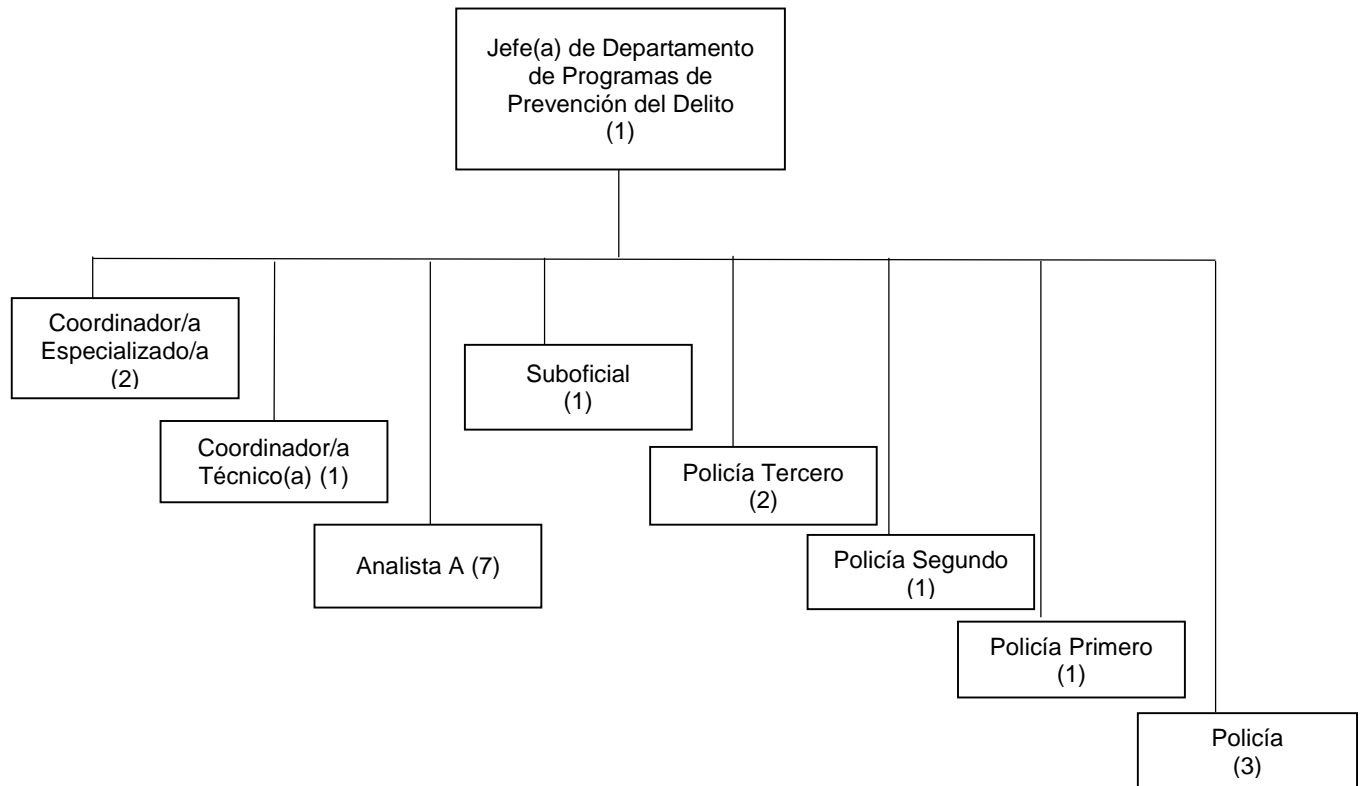 Jefe(a) de Departamento
de Programas de
Prevención del Delito
(1)
Coordinador/a
Especializado/a
(2)
Coordinador/a
Técnico(a) (1)
Analista A (7)
Suboficial
(1)
Policía Tercero
(2)
Policía Segundo
(1)
Policía Primero
(1)
Policía
(3)